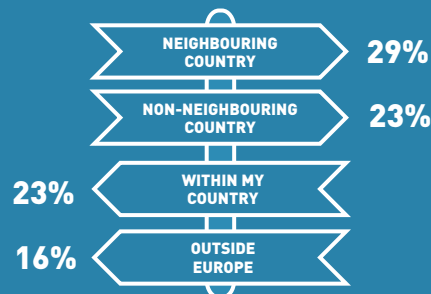 NEIGHBOURING
COUNTRY
29%
NON-NEIGHBOURING
COUNTRY
23%
WITHIN MY
COUNTRY
23%
OUTSIDE
EUROPE
16%